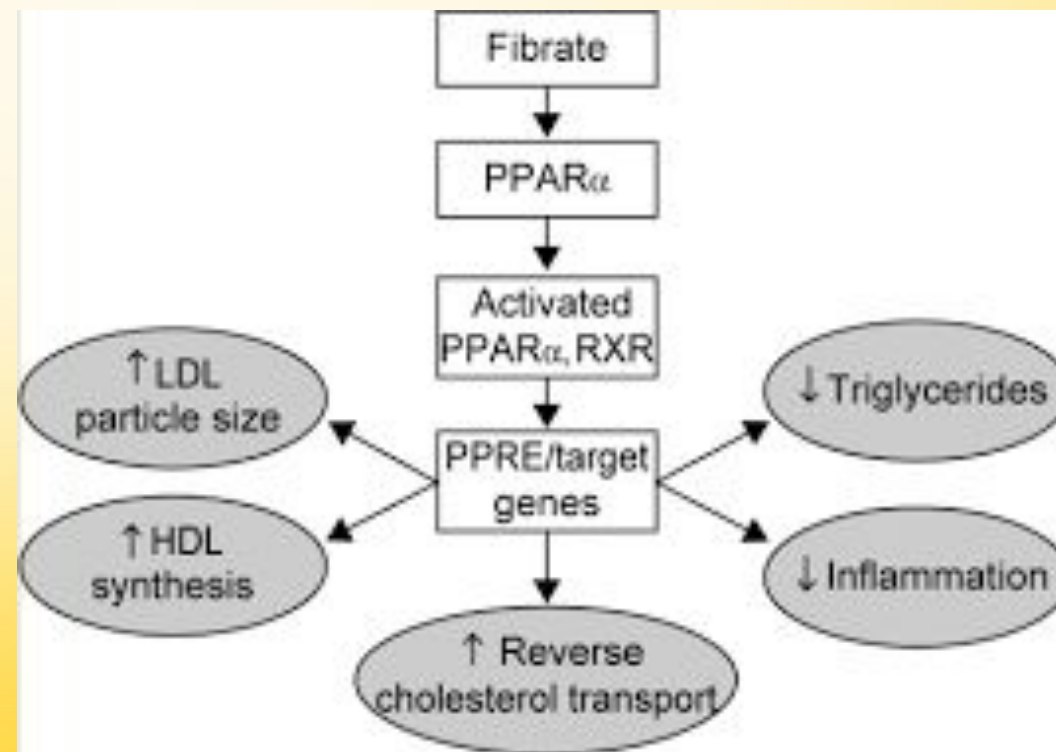 Fibrate
PPARα
Activated
PPARα, RXR
↑ LDL
particle size
↓ Triglycerides
PPRE/target
genes
↑ HDL
synthesis
↓ Inflammation
↑ Reverse
cholesterol transport